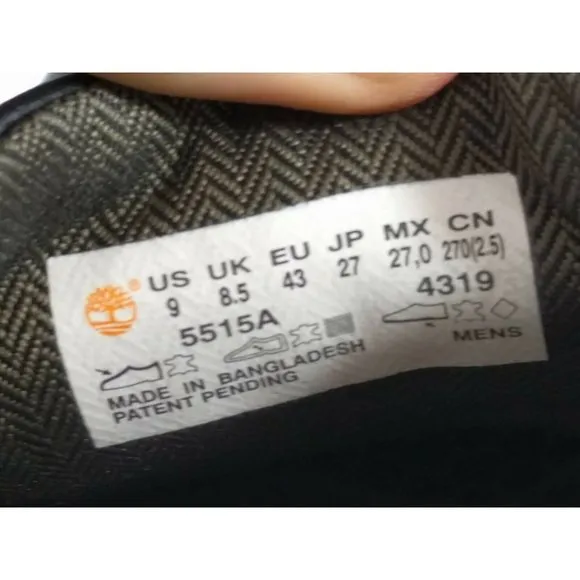 US UK EU JP MX CN
9 8.5 43 27 27,0 270(2.5)
5515A 4319
MADE IN BANGLADESH MENS
PATENT PENDING
®